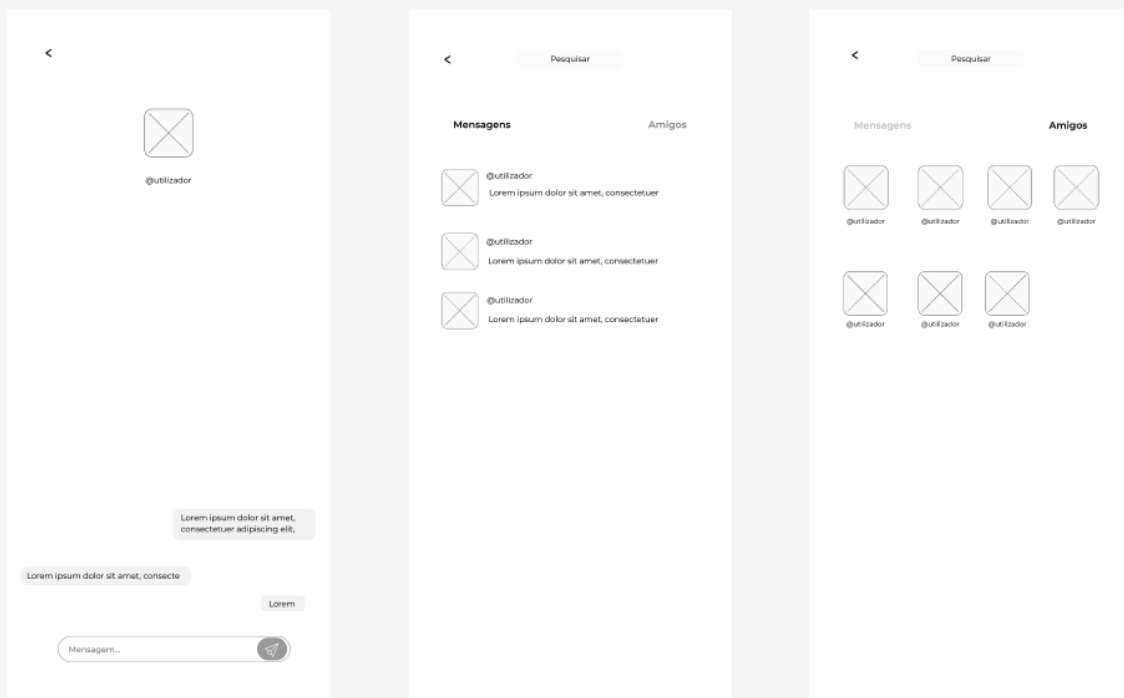 <
@utilizador
Lorem ipsum dolor sit amet,
consectetuer adipiscing elit,
Lorem ipsum dolor sit amet, consecte
Lorem
Mensagem...
<
Pesquisar
Mensagens
Amigos
@utilizador
Lorem ipsum dolor sit amet, consectetuer
@utilizador
Lorem ipsum dolor sit amet, consectetuer
@utilizador
Lorem ipsum dolor sit amet, consectetuer
<
Pesquisar
Mensagens
Amigos
@utilizador
@utilizador
@utilizador
@utilizador
@utilizador
@utilizador
@utilizador